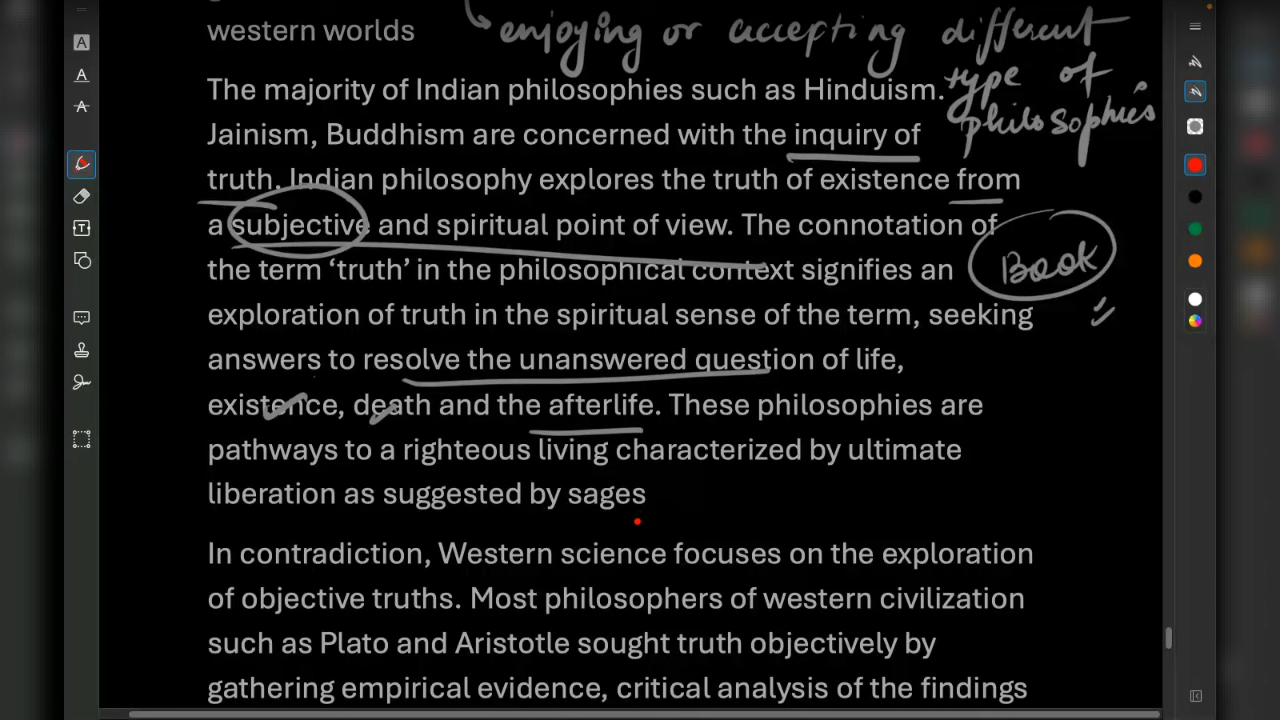 western worlds
enjoying or accepting different
type of
philosophies
The majority of Indian philosophies such as Hinduism.
Jainism, Buddhism are concerned with the inquiry of
truth. Indian philosophy explores the truth of existence from
a subjective and spiritual point of view. The connotation of
the term ‘truth’ in the philosophical context signifies an
Book
exploration of truth in the spiritual sense of the term, seeking
answers to resolve the unanswered question of life,
existence, death and the afterlife. These philosophies are
pathways to a righteous living characterized by ultimate
liberation as suggested by sages
In contradiction, Western science focuses on the exploration
of objective truths. Most philosophers of western civilization
such as Plato and Aristotle sought truth objectively by
gathering empirical evidence, critical analysis of the findings